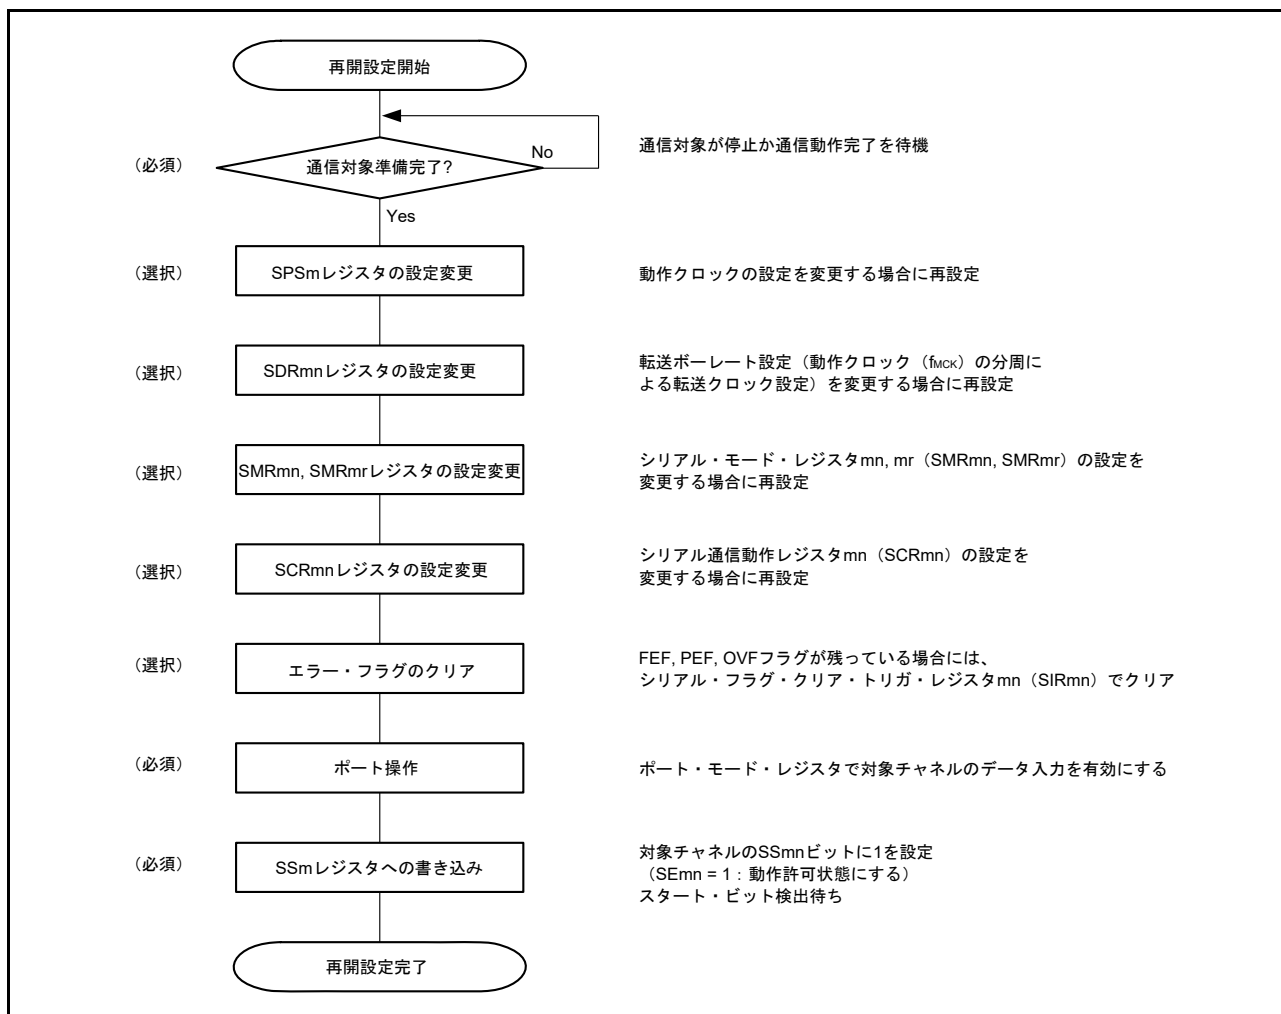 再開設定開始
(必須)
通信対象準備完了?
No
通信対象が停止か通信動作完了を待機
Yes
(選択)
SPSmレジスタの設定変更
動作クロックの設定を変更する場合に再設定
(選択)
SDRmnレジスタの設定変更
転送ボーレート設定（動作クロック（fMCK）の分周に
よる転送クロック設定）を変更する場合に再設定
(選択)
SMRmn, SMRmrレジスタの設定変更
シリアル・モード・レジスタmn, mr（SMRmn, SMRmr）の設定を
変更する場合に再設定
(選択)
SCRmnレジスタの設定変更
シリアル通信動作レジスタmn（SCRmn）の設定を
変更する場合に再設定
(選択)
エラー・フラグのクリア
FEF, PEF, OVFフラグが残っている場合には、
シリアル・フラグ・クリア・トリガ・レジスタmn（SIRmn）でクリア
(必須)
ポート操作
ポート・モード・レジスタで対象チャネルのデータ入力を有効にする
(必須)
SSmレジスタへの書き込み
対象チャネルのSSmnビットに1を設定
（SEmn = 1 : 動作許可状態にする）
スタート・ビット検出待ち
再開設定完了